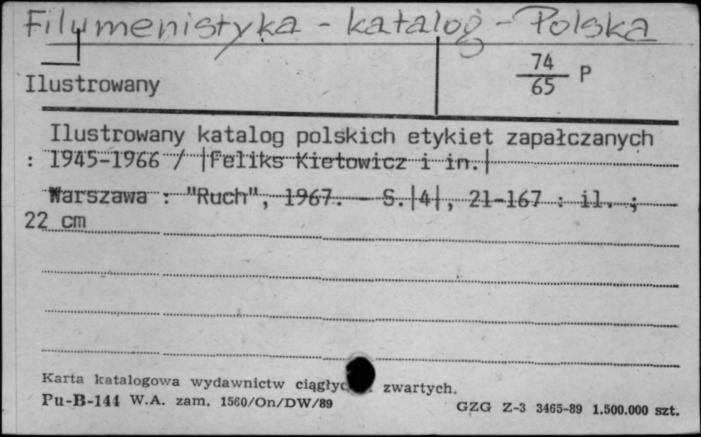 Filumenistyka - katalog - Polska
74
65 P
Ilustrowany
Ilustrowany katalog polskich etykiet zapałczanych
: 1945-1966 / |Feliks Kietowicz i in.|
Warszawa : "Ruch", 1967. - S.|4|, 21-167 : il. ;
22 cm
Karta katalogowa wydawnictw zwartych.
Pu-B-144 W.A. zam. 1560/On/DW/89
GZG Z-3 3465-89 1.500.000 szt.